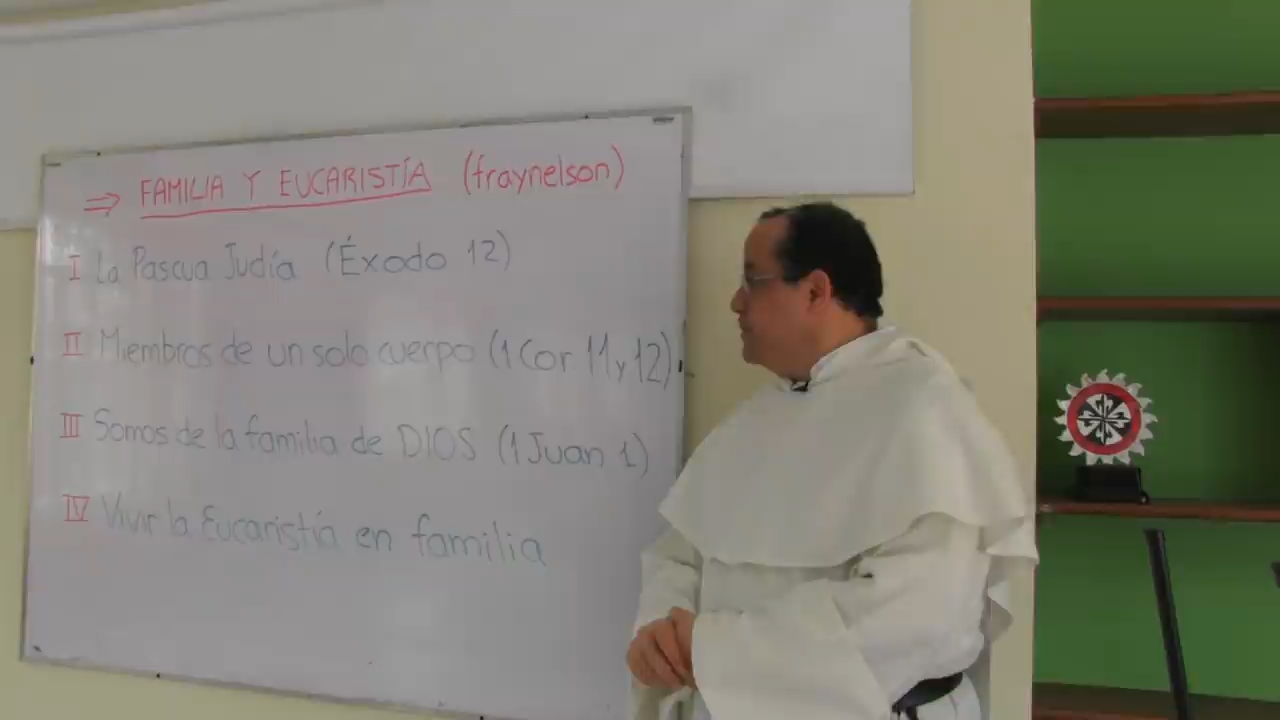 ⇒ FAMILIA Y EUCARISTÍA (fraynelson)
I La Pascua Judía (Éxodo 12)
II Miembros de un solo cuerpo (1 Cor 11 y 12)
III Somos de la familia de DIOS (1 Juan 1)
IV Vivir la Eucaristía en familia